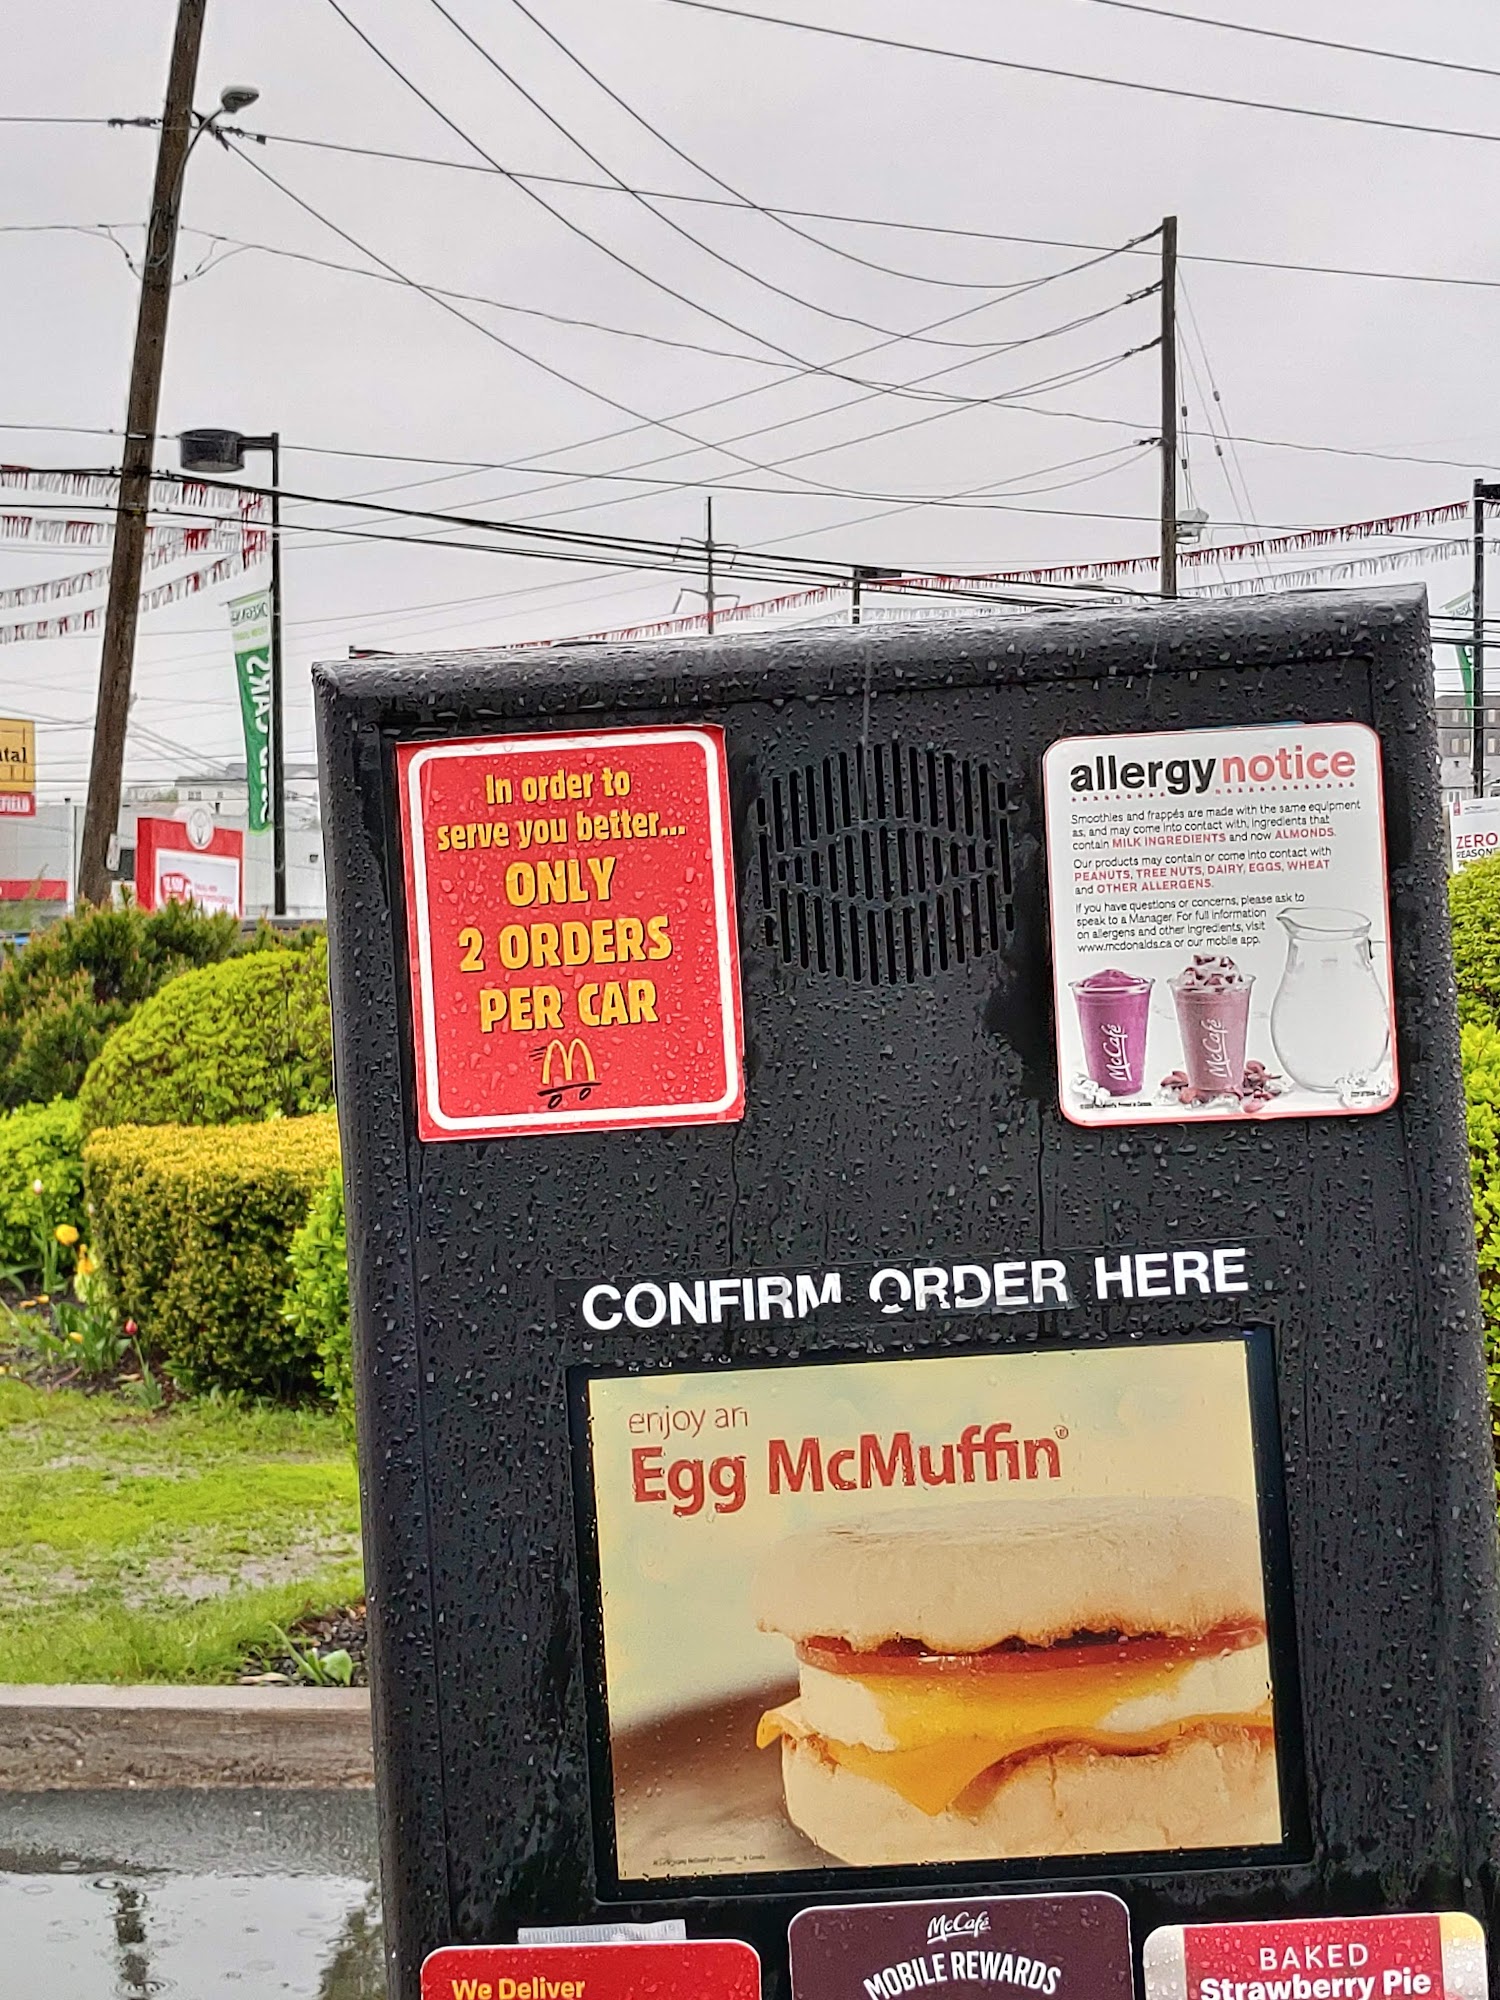 In order to
serve you better...
ONLY
2 ORDERS
PER CAR
allergy notice
Smoothies and frappés are made with the same equipment
as, and may come into contact with, ingredients that
contain MILK INGREDIENTS and now ALMONDS.
Our products may contain or come into contact with
PEANUTS, TREE NUTS, DAIRY, EGGS, WHEAT
and OTHER ALLERGENS.
If you have questions or concerns, please ask to
speak to a Manager. For full information
on allergens and other ingredients, visit
www.mcdonalds.ca or our mobile app.
McCafé
McCafé
CONFIRM ORDER HERE
enjoy an
Egg McMuffin®
We Deliver
McCafé
MOBILE REWARDS
BAKED
Strawberry Pie
ZERO
REASONS
tal